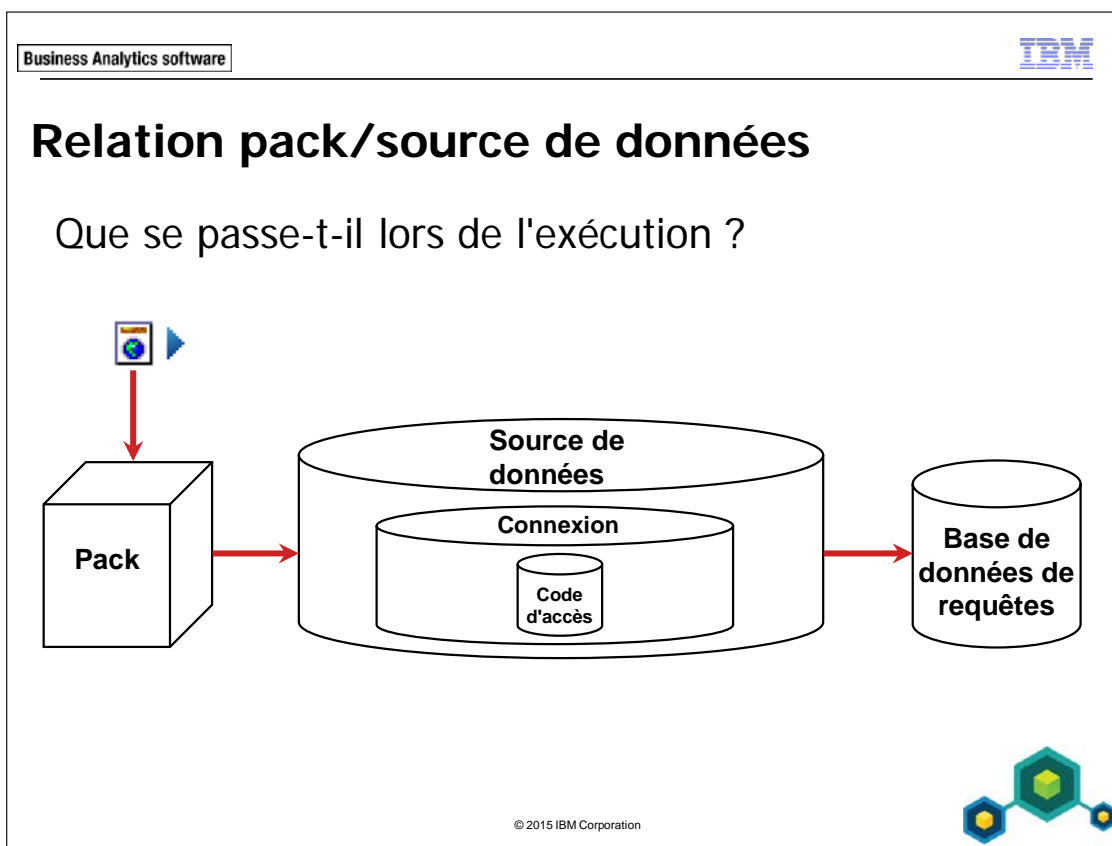 Business Analytics software
IBM
Relation pack/source de données
Que se passe-t-il lors de l'exécution ?
Source de
données
Connexion
Code
d'accès
Pack
Base de
données de
requêtes
© 2015 IBM Corporation